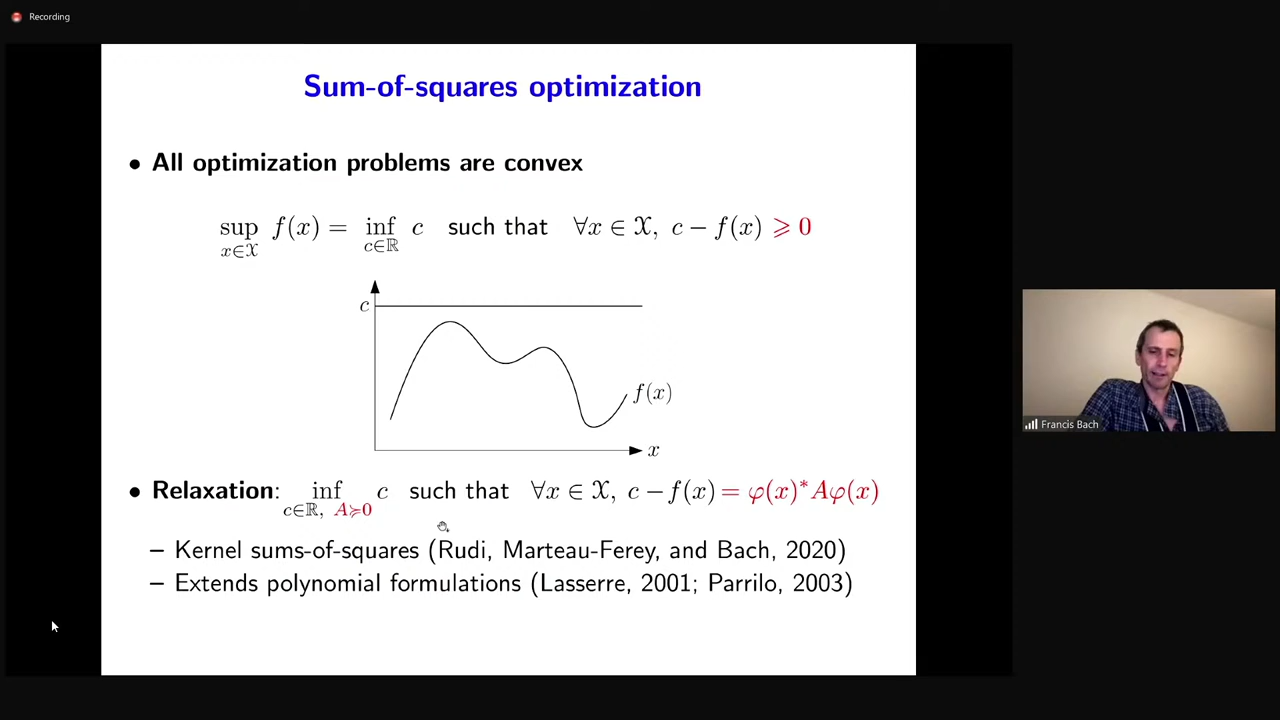 Recording
Sum-of-squares optimization
• All optimization problems are convex
sup f(x) = inf c such that ∀x ∈ X, c − f(x) ⩾ 0
x∈X c∈ℝ
c
f(x)
x
• Relaxation: inf c such that ∀x ∈ X, c − f(x) = φ(x)*Aφ(x)
c∈ℝ, A≽0
– Kernel sums-of-squares (Rudi, Marteau-Ferey, and Bach, 2020)
– Extends polynomial formulations (Lasserre, 2001; Parrilo, 2003)
Francis Bach